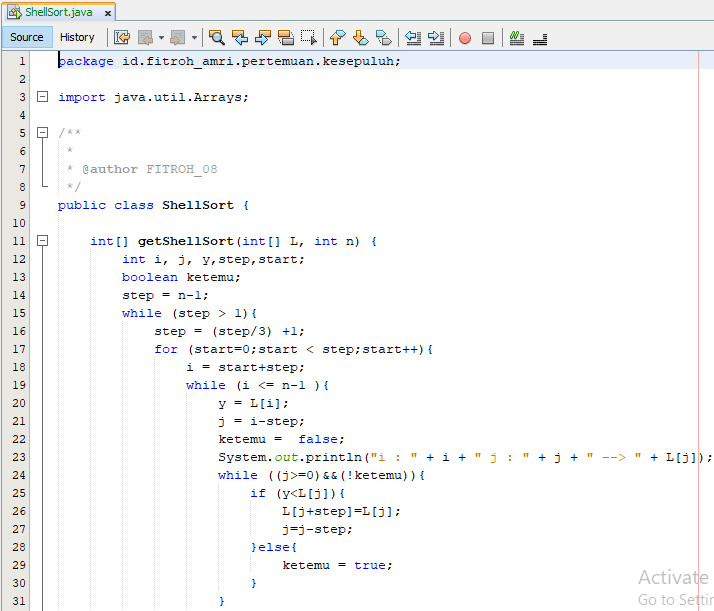 ShellSort.java
Source History
1 package id.fitroh_amri.pertemuan.kesepuluh;
2
3 import java.util.Arrays;
4
5 /**
6 *
7 * @author FITROH_08
8 */
9 public class ShellSort {
10
11 int[] getShellSort(int[] L, int n) {
12 int i, j, y,step,start;
13 boolean ketemu;
14 step = n-1;
15 while (step > 1){
16 step = (step/3) +1;
17 for (start=0;start < step;start++){
18 i = start+step;
19 while (i <= n-1 ){
20 y = L[i];
21 j = i-step;
22 ketemu =  false;
23 System.out.println("i : " + i + " j : " + j + " --> " + L[j]);
24 while ((j>=0)&&(!ketemu)){
25 if (y<L[j]){
26 L[j+step]=L[j];
27 j=j-step;
28 }else{
29 ketemu = true;
30 }
31 }
Activate
Go to Settin